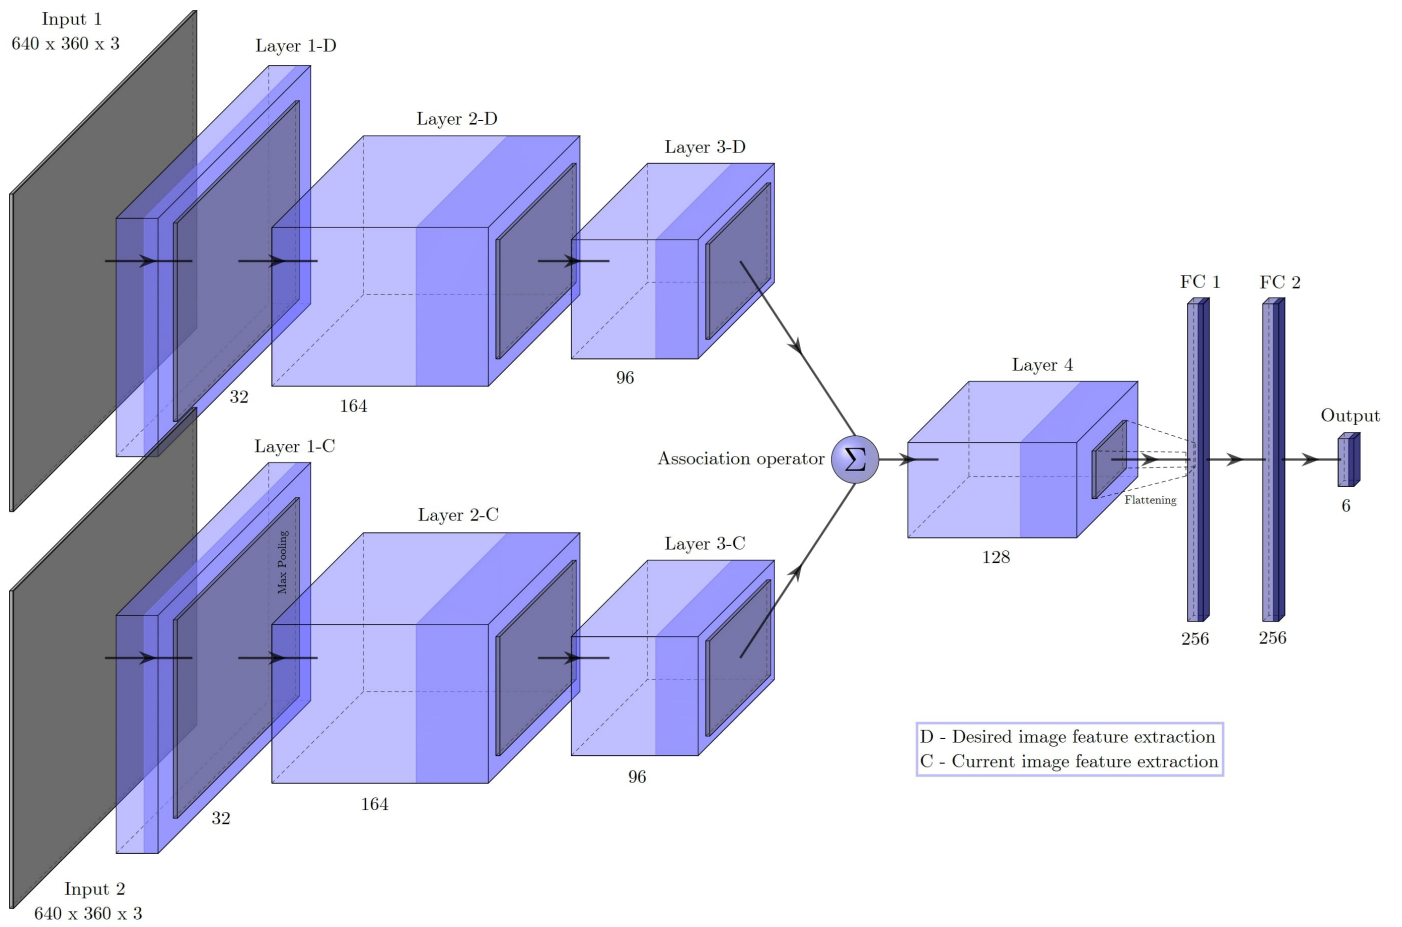 Input 1
640 x 360 x 3
Layer 1-D
Layer 2-D
Layer 3-D
32
164
96
Layer 1-C
Max Pooling
Layer 2-C
Layer 3-C
32
164
96
Input 2
640 x 360 x 3
Association operator
Σ
Layer 4
128
Flattening
FC 1
256
FC 2
256
Output
6
D - Desired image feature extraction
C - Current image feature extraction